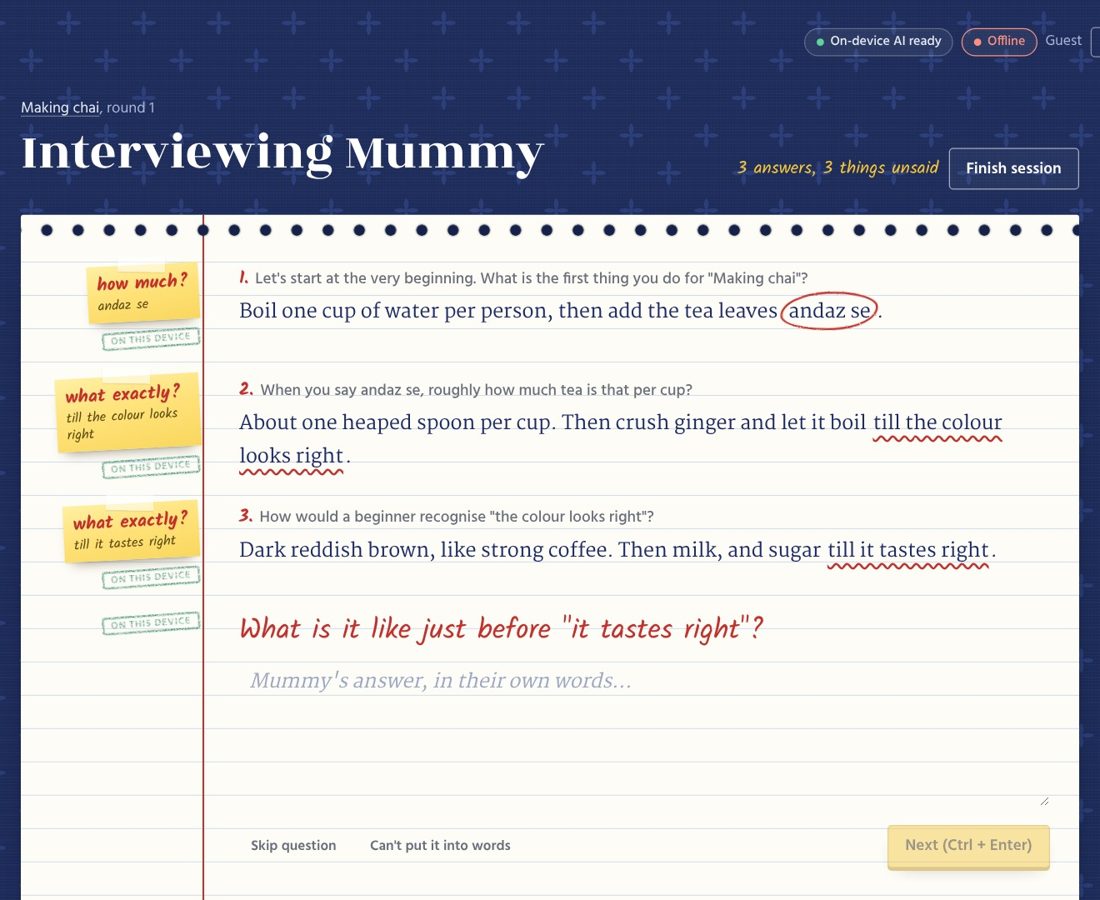 On-device AI ready
Offline
Guest
Making chai, round 1
Interviewing Mummy
3 answers, 3 things unsaid
Finish session
how much?
andaz se
ON THIS DEVICE
1. Let's start at the very beginning. What is the first thing you do for "Making chai"?
Boil one cup of water per person, then add the tea leaves andaz se.
what exactly?
till the colour looks
right
ON THIS DEVICE
2. When you say andaz se, roughly how much tea is that per cup?
About one heaped spoon per cup. Then crush ginger and let it boil till the colour
looks right.
what exactly?
till it tastes right
ON THIS DEVICE
3. How would a beginner recognise "the colour looks right"?
Dark reddish brown, like strong coffee. Then milk, and sugar till it tastes right.
ON THIS DEVICE
What is it like just before "it tastes right"?
Mummy's answer, in their own words...
Skip question
Can't put it into words
Next (Ctrl + Enter)